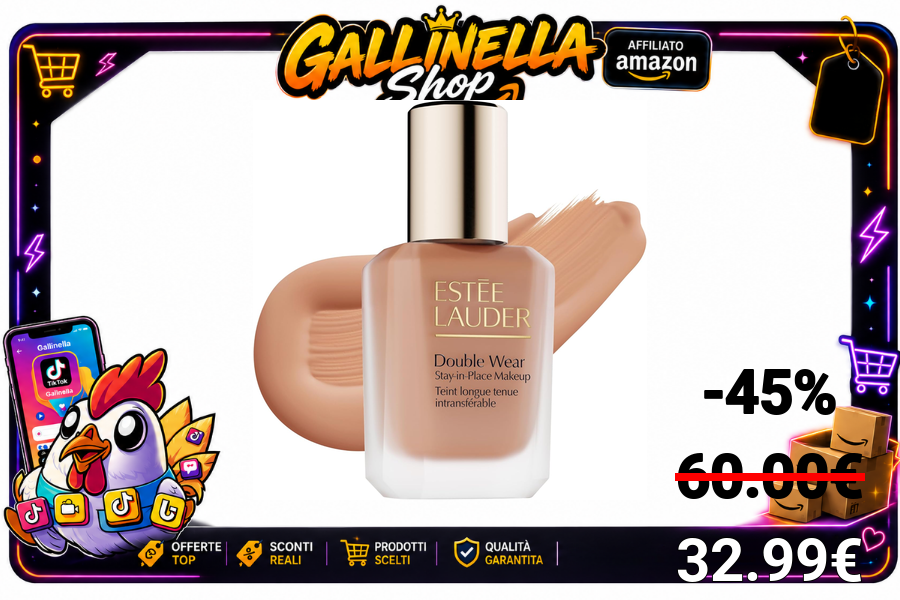 GALLINELLA
Shop
AFFILIATO
amazon
ESTĒE
LAUDER
Double Wear
Stay-in-Place Makeup
Teint longue tenue
intransférable
Gallinella
TikTok
Gallinella
-45%
60.00€
32.99€
OFFERTE
TOP
SCONTI
REALI
PRODOTTI
SCELTI
QUALITÀ
GARANTITA